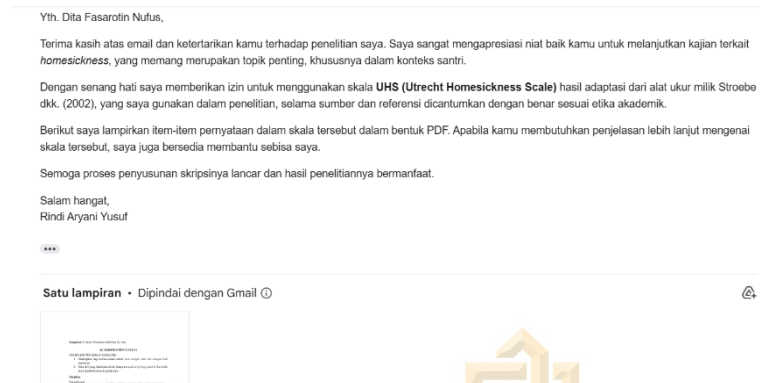 Yth. Dita Fasarotin Nufus,
Terima kasih atas email dan ketertarikan kamu terhadap penelitian saya. Saya sangat mengapresiasi niat baik kamu untuk melanjutkan kajian terkait
homesickness, yang memang merupakan topik penting, khususnya dalam konteks santri.
Dengan senang hati saya memberikan izin untuk menggunakan skala UHS (Utrecht Homesickness Scale) hasil adaptasi dari alat ukur milik Stroebe
dkk. (2002), yang saya gunakan dalam penelitian, selama sumber dan referensi dicantumkan dengan benar sesuai etika akademik.
Berikut saya lampirkan item-item pernyataan dalam skala tersebut dalam bentuk PDF. Apabila kamu membutuhkan penjelasan lebih lanjut mengenai
skala tersebut, saya juga bersedia membantu sebisa saya.
Semoga proses penyusunan skripsinya lancar dan hasil penelitiannya bermanfaat.
Salam hangat,
Rindi Aryani Yusuf
Satu lampiran • Dipindai dengan Gmail